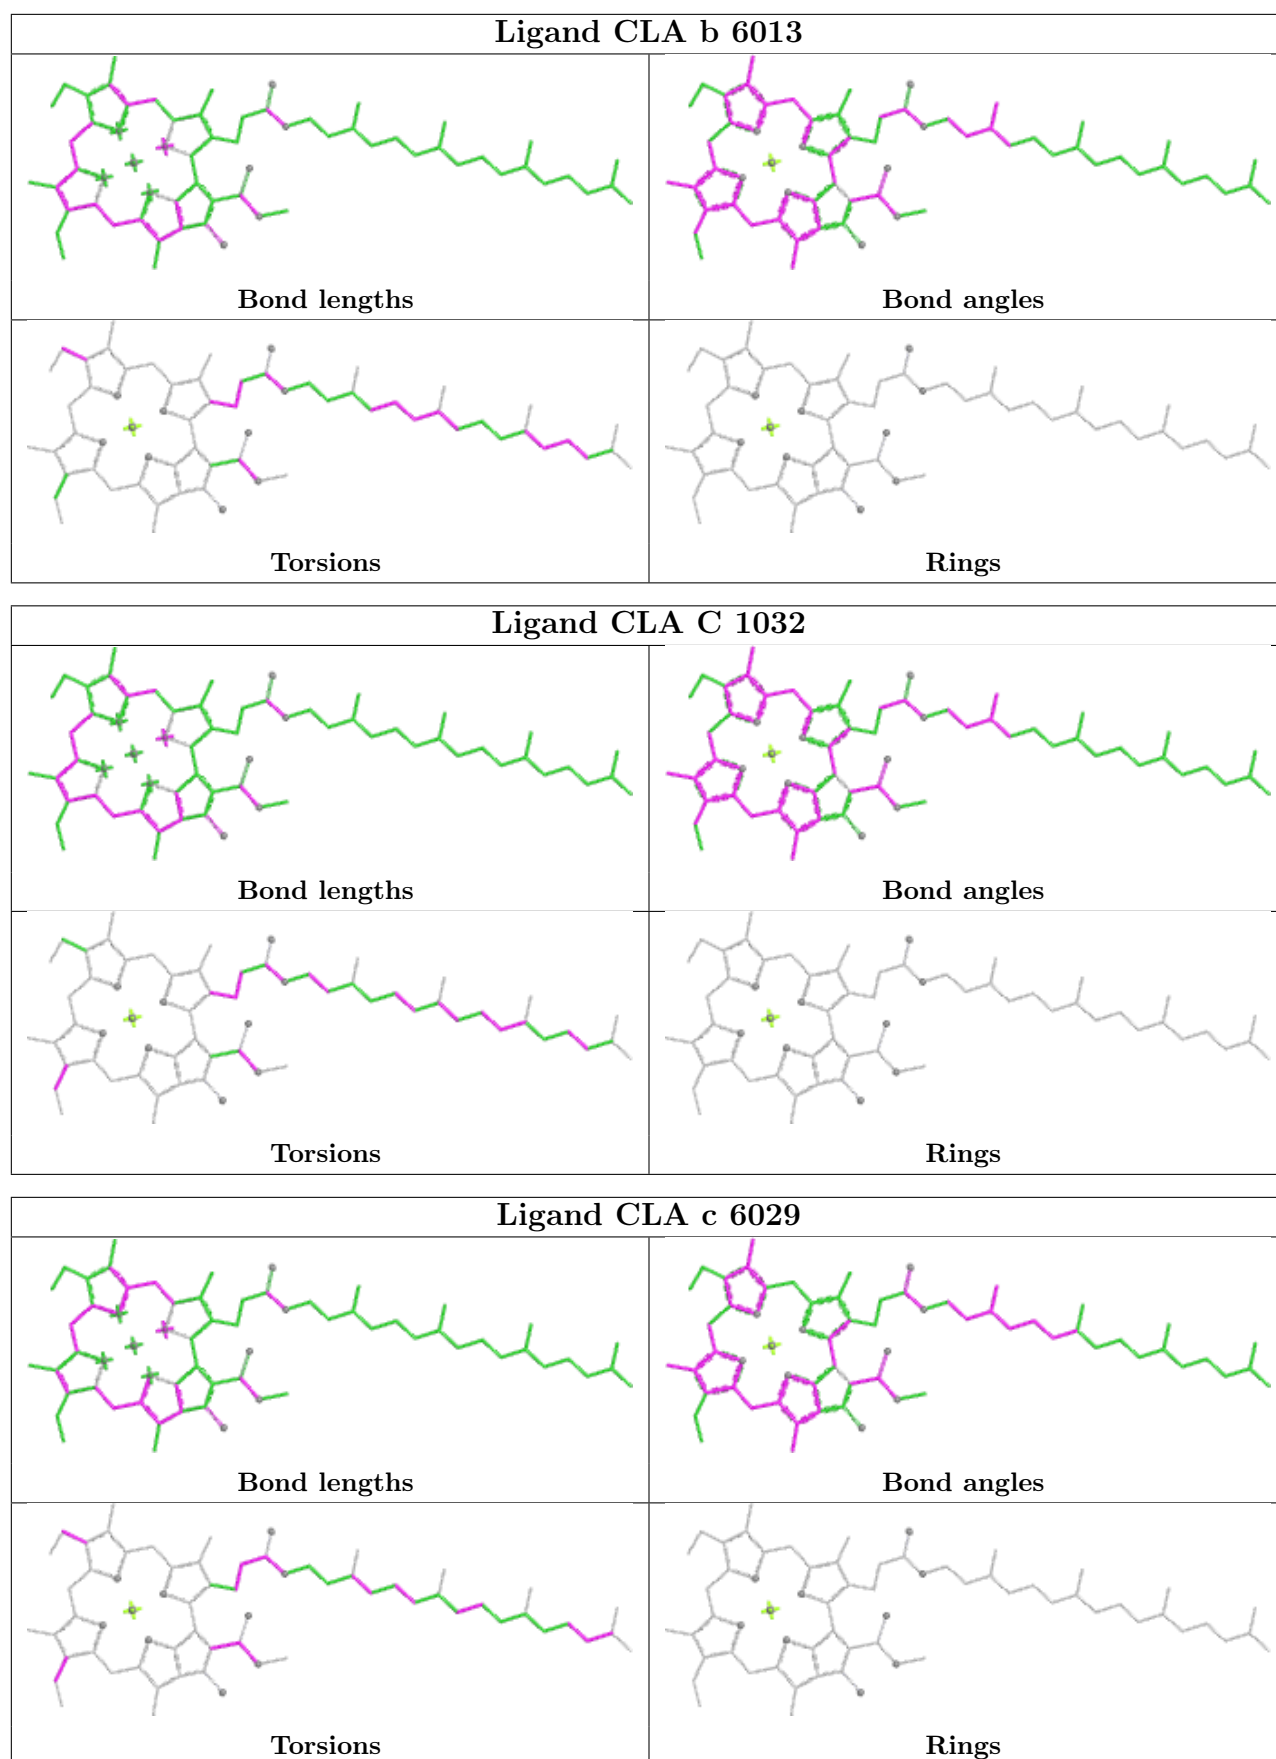 Ligand CLA b 6013
Bond lengths
Bond angles
Torsions
Rings
Ligand CLA C 1032
Bond lengths
Bond angles
Torsions
Rings
Ligand CLA c 6029
Bond lengths
Bond angles
Torsions
Rings